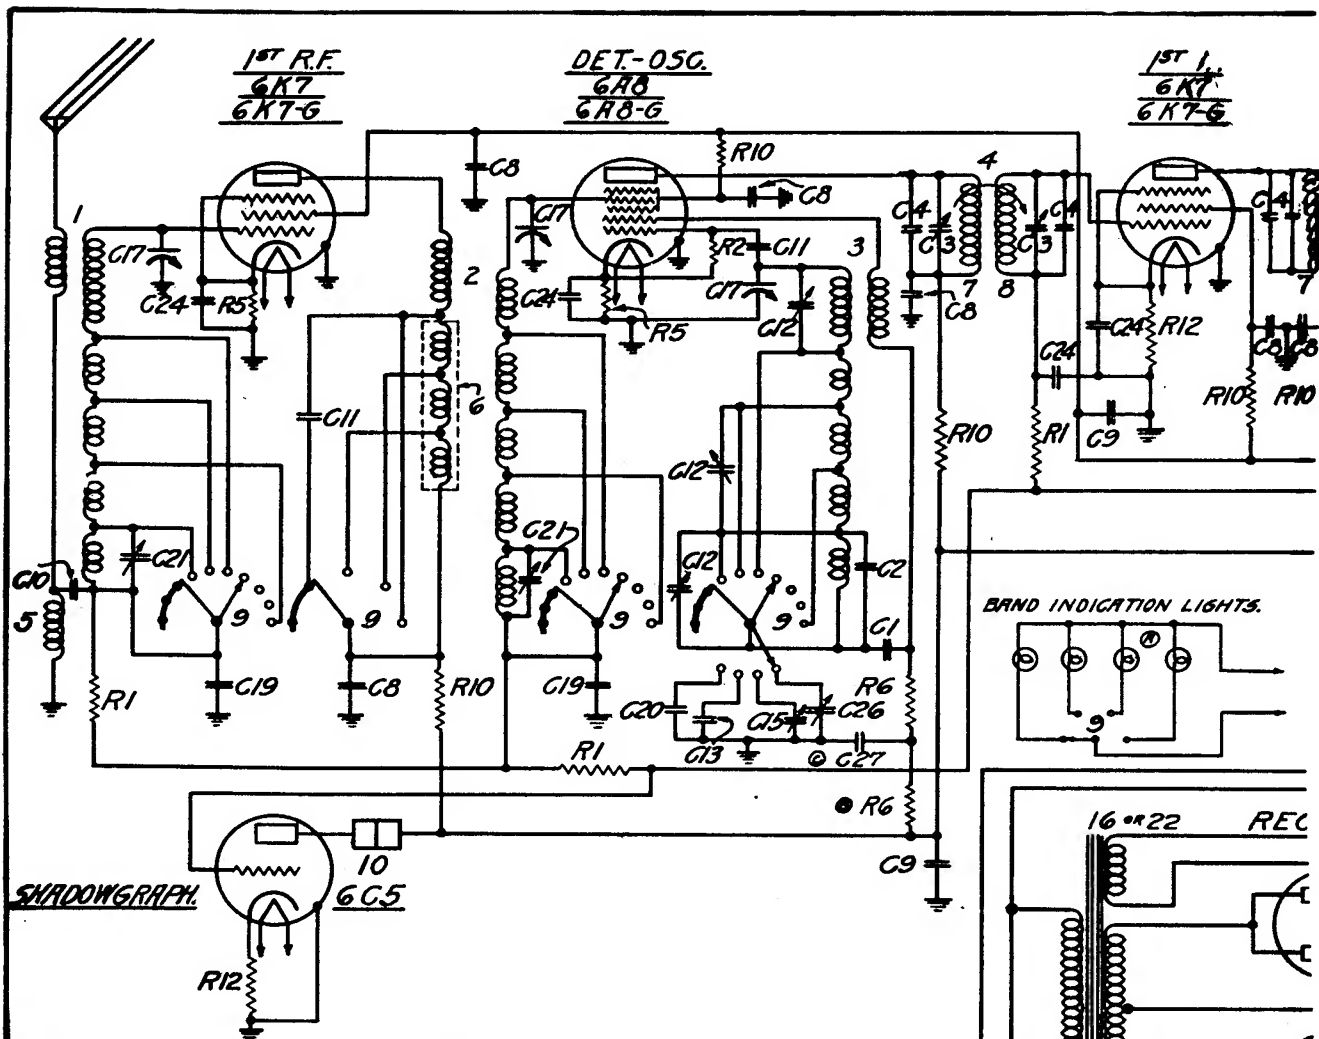 1ST R.F.
6K7
6K7-G
DET.-OSC.
6A8
6A8-G
1ST I.
6K7
6K7-G
R10
C8
C8
4
1
C17
C17
C4
C3
C3
C4
C4
R2
C11
3
2
C24
R5
C24
C17
C12
R5
7
C8
8
C24
R12
7
C24
C8
C8
6
C11
R10
R1
C9
R10
R10
C12
C21
C21
C10
C12
C2
5
9
9
9
9
C1
BAND INDICATION LIGHTS.
R1
C19
C8
R10
C19
C20
C13
C15
C26
R6
9
R1
C27
R6
16 OR 22
REC
10
C9
SHADOWGRAPH.
6C5
R12